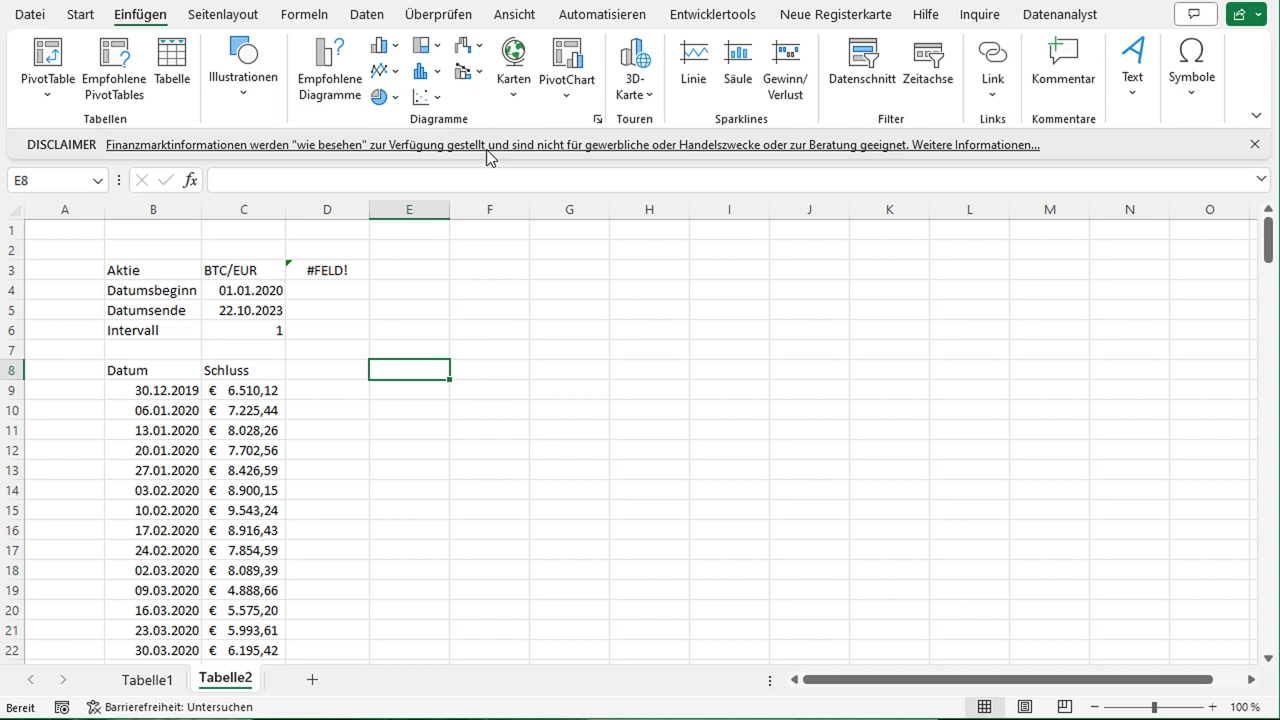 Datei Start Einfügen Seitenlayout Formeln Daten Überprüfen Ansicht Automatisieren Entwicklertools Neue Registerkarte Hilfe Inquire Datenanalyst
PivotTable Empfohlene PivotTables Tabelle Illustrationen Empfohlene Diagramme Karten PivotChart 3D-Karte Linie Säule Gewinn/Verlust Datenschnitt Zeitachse Link Kommentar Text Symbole
Tabellen Diagramme Touren Sparklines Filter Links Kommentare
DISCLAIMER Finanzmarktinformationen werden "wie besehen" zur Verfügung gestellt und sind nicht für gewerbliche oder Handelszwecke oder zur Beratung geeignet. Weitere Informationen...
E8 fx
A B C D E F G H I J K L M N O
1
2
3 Aktie BTC/EUR #FELD!
4 Datumsbeginn 01.01.2020
5 Datumsende 22.10.2023
6 Intervall 1
7
8 Datum Schluss
9 30.12.2019 € 6.510,12
10 06.01.2020 € 7.225,44
11 13.01.2020 € 8.028,26
12 20.01.2020 € 7.702,56
13 27.01.2020 € 8.426,59
14 03.02.2020 € 8.900,15
15 10.02.2020 € 9.543,24
16 17.02.2020 € 8.916,43
17 24.02.2020 € 7.854,59
18 02.03.2020 € 8.089,39
19 09.03.2020 € 4.888,66
20 16.03.2020 € 5.575,20
21 23.03.2020 € 5.993,61
22 30.03.2020 € 6.195,42
Tabelle1 Tabelle2
Bereit Barrierefreiheit: Untersuchen 100 %